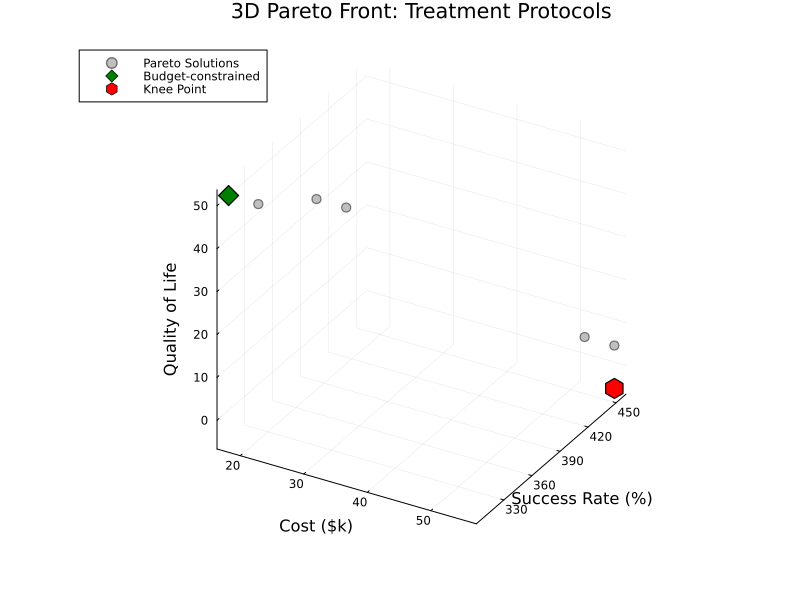 3D Pareto Front: Treatment Protocols
Pareto Solutions
Budget-constrained
Knee Point
Quality of Life
50
40
30
20
10
0
20
30
40
50
Cost ($k)
450
420
390
360
330
Success Rate (%)